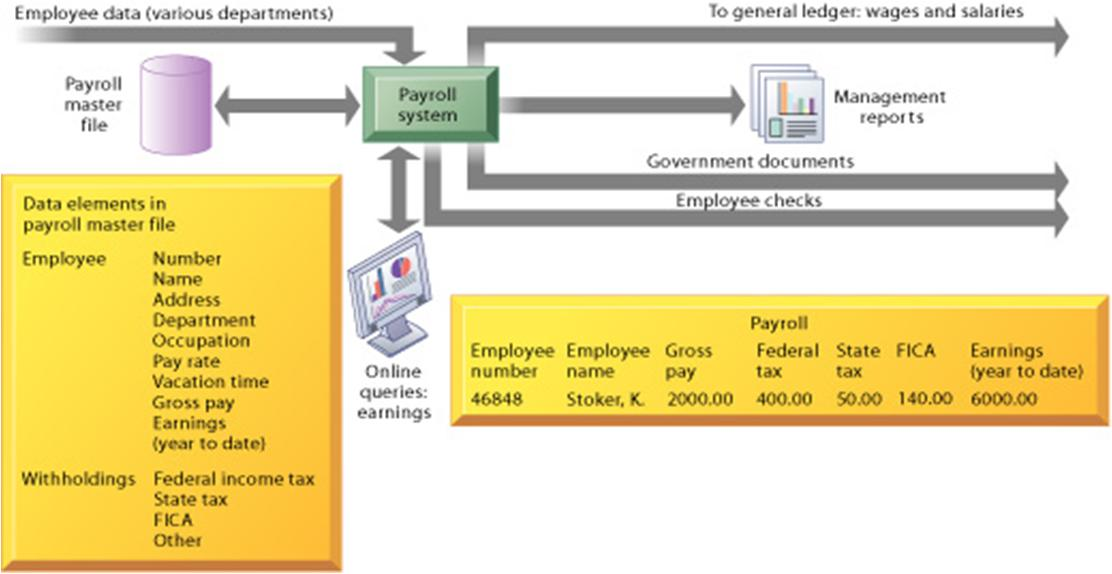 Employee data (various departments)
To general ledger: wages and salaries
Payroll
master
file
Payroll
system
Management
reports
Government documents
Employee checks
Data elements in
payroll master file
Employee Number
Name
Address
Department
Occupation
Pay rate
Vacation time
Gross pay
Earnings
(year to date)
Withholdings Federal income tax
State tax
FICA
Other
Online
queries:
earnings
Payroll
Employee Employee Gross Federal State FICA Earnings
number name pay tax tax (year to date)
46848 Stoker, K. 2000.00 400.00 50.00 140.00 6000.00